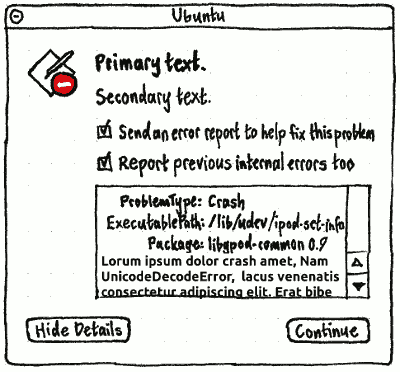 Ubuntu
Primary text.
Secondary text.
Send an error report to help fix this problem
Report previous internal errors too
ProblemType: Crash
ExecutablePath: /lib/udev/ipod-set-info
Package: libgpod-common 0.9
Lorum ipsum dolor crash amet, Nam
UnicodeDecodeError, lacus venenatis
consectetur adipiscing elit. Erat bibe
Hide Details
Continue